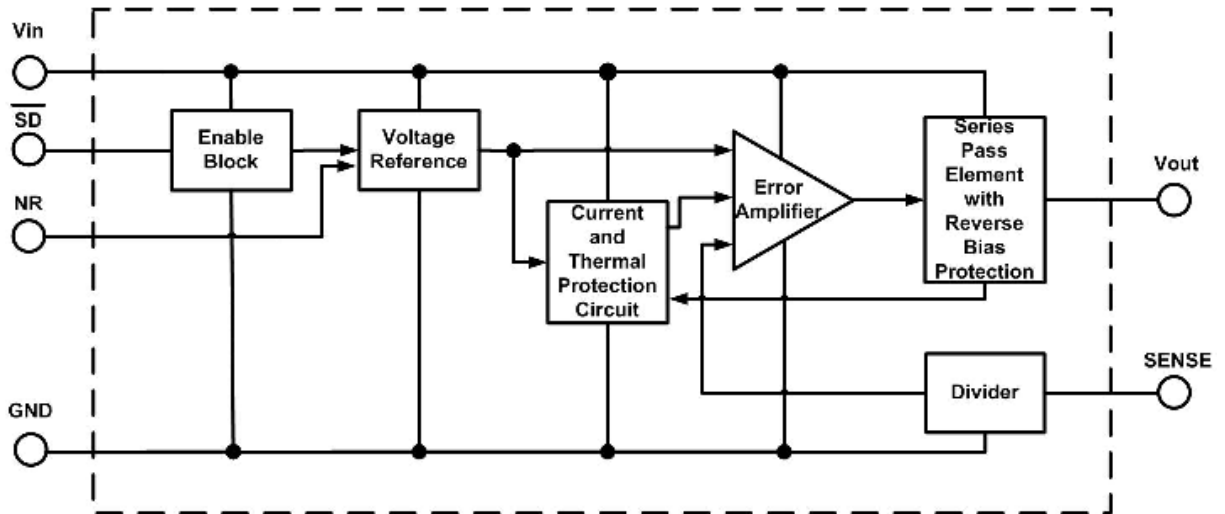 Vin
SD
NR
GND
Enable
Block
Voltage
Reference
Current
and
Thermal
Protection
Circuit
Error
Amplifier
Series
Pass
Element
with
Reverse
Bias
Protection
Divider
Vout
SENSE